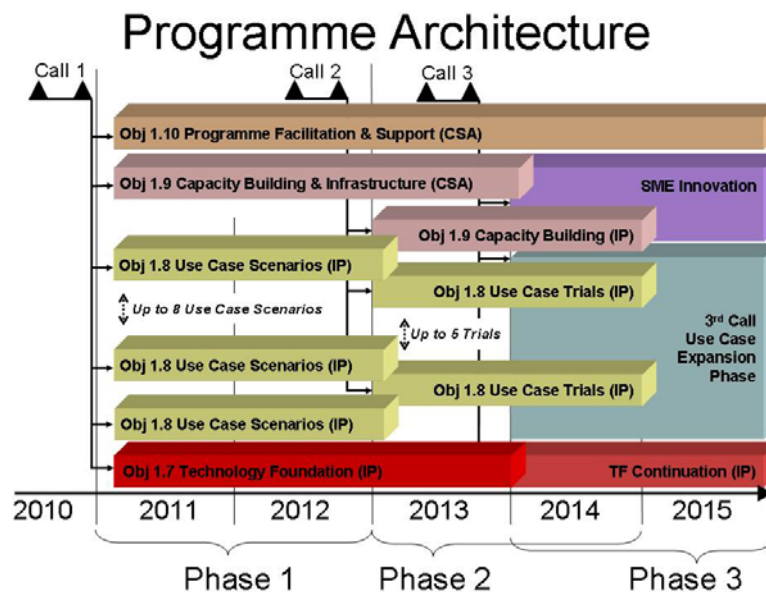 Programme Architecture
Call 1
Call 2
Call 3
Obj 1.10 Programme Facilitation & Support (CSA)
Obj 1.9 Capacity Building & Infrastructure (CSA)
SME Innovation
Obj 1.9 Capacity Building (IP)
Obj 1.8 Use Case Scenarios (IP)
Obj 1.8 Use Case Trials (IP)
Up to 8 Use Case Scenarios
Up to 5 Trials
3rd Call
Use Case
Expansion
Phase
Obj 1.8 Use Case Scenarios (IP)
Obj 1.8 Use Case Trials (IP)
Obj 1.8 Use Case Scenarios (IP)
Obj 1.7 Technology Foundation (IP)
TF Continuation (IP)
2010
2011
2012
2013
2014
2015
Phase 1
Phase 2
Phase 3